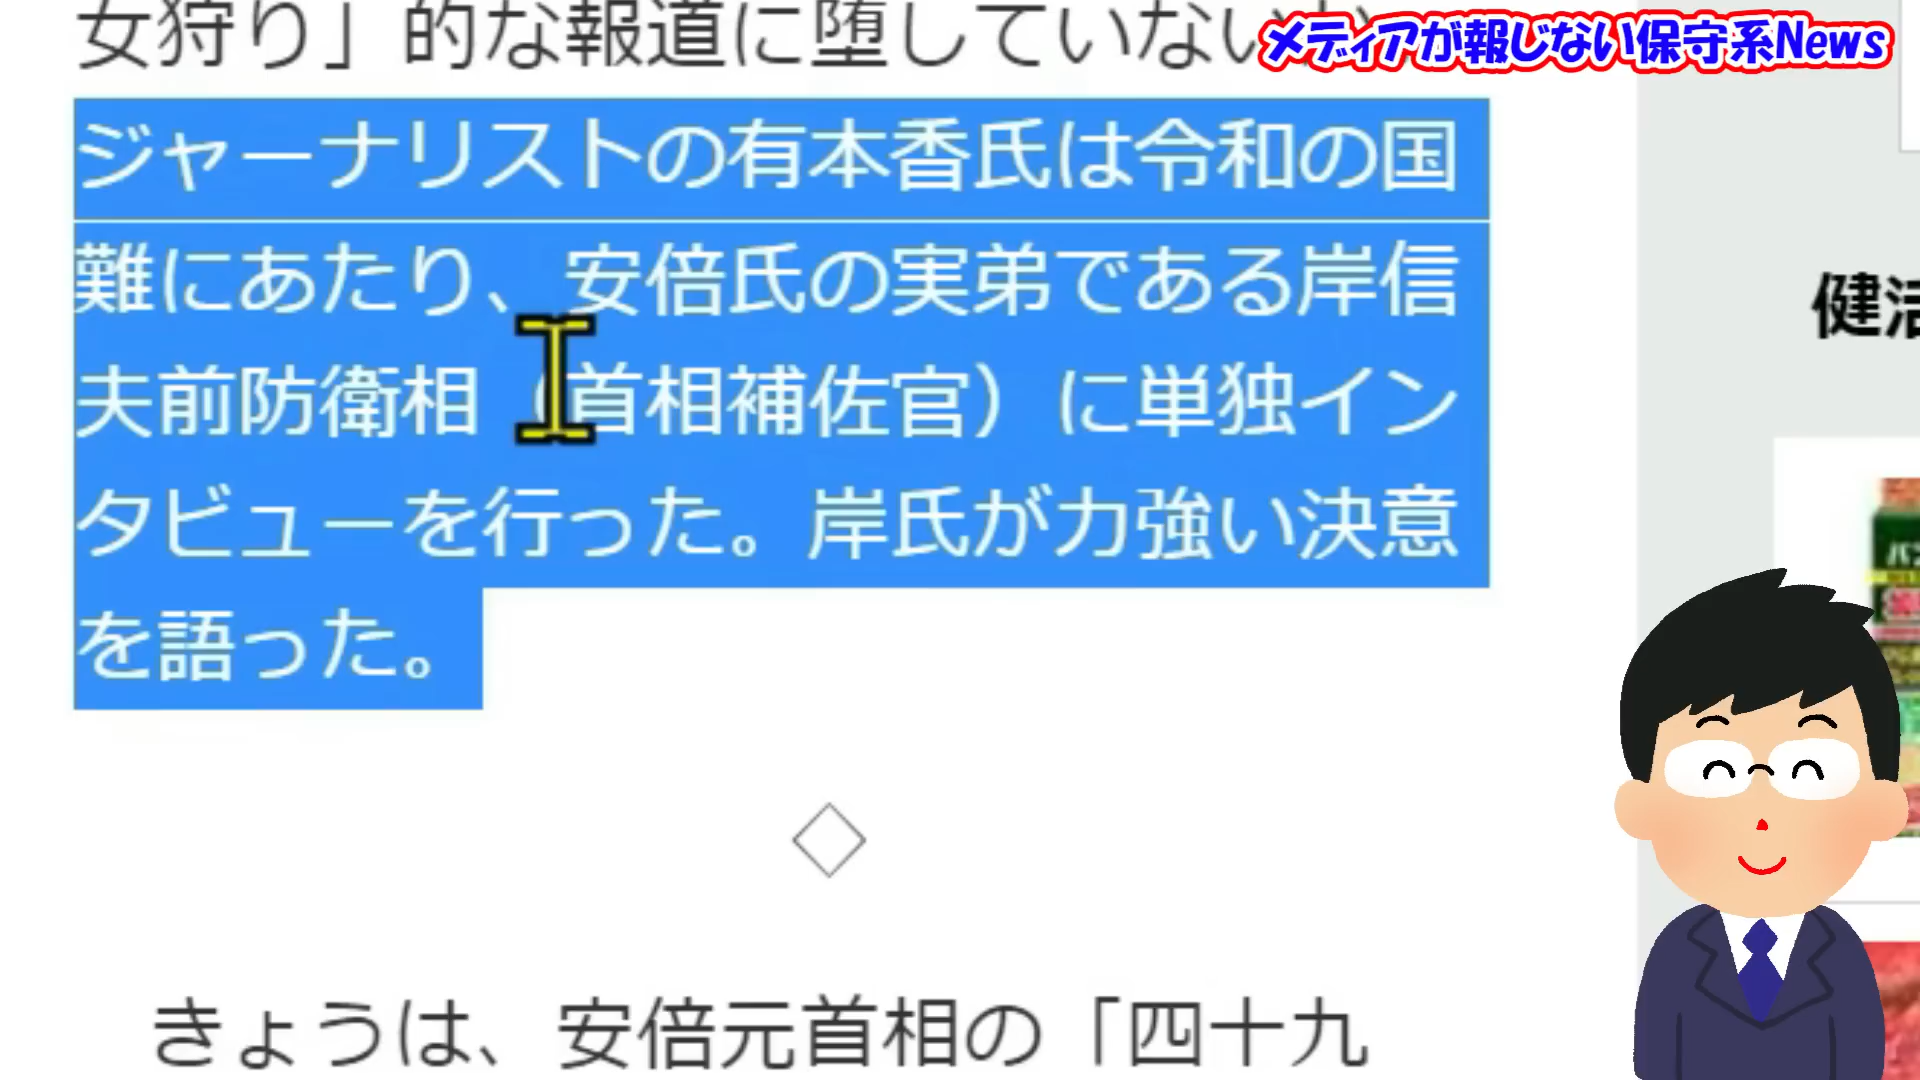 女狩り」的な報道に堕していない
メディアが報じない保守系News
ジャーナリストの有本香氏は令和の国
難にあたり、安倍氏の実弟である岸信
夫前防衛相（首相補佐官）に単独イン
タビューを行った。岸氏が力強い決意
を語った。
◇
きょうは、安倍元首相の「四十九
健活